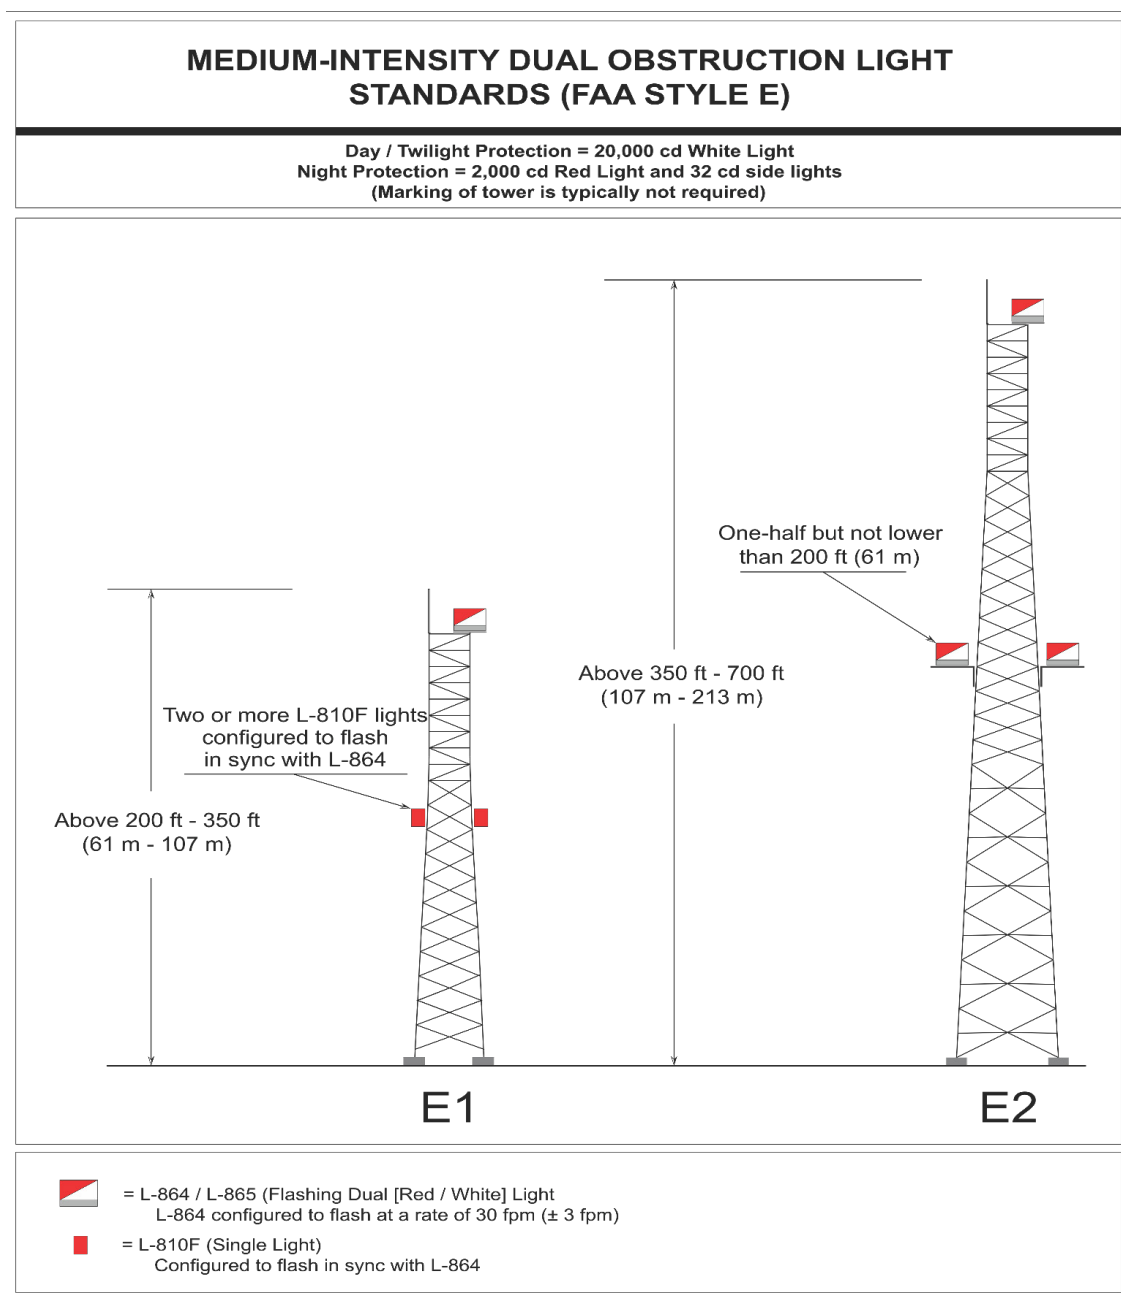 MEDIUM-INTENSITY DUAL OBSTRUCTION LIGHT
STANDARDS (FAA STYLE E)
Day / Twilight Protection = 20,000 cd White Light
Night Protection = 2,000 cd Red Light and 32 cd side lights
(Marking of tower is typically not required)
One-half but not lower
than 200 ft (61 m)
Above 350 ft - 700 ft
(107 m - 213 m)
Two or more L-810F lights
configured to flash
in sync with L-864
Above 200 ft - 350 ft
(61 m - 107 m)
E1
E2
= L-864 / L-865 (Flashing Dual [Red / White] Light
L-864 configured to flash at a rate of 30 fpm (± 3 fpm)
= L-810F (Single Light)
Configured to flash in sync with L-864